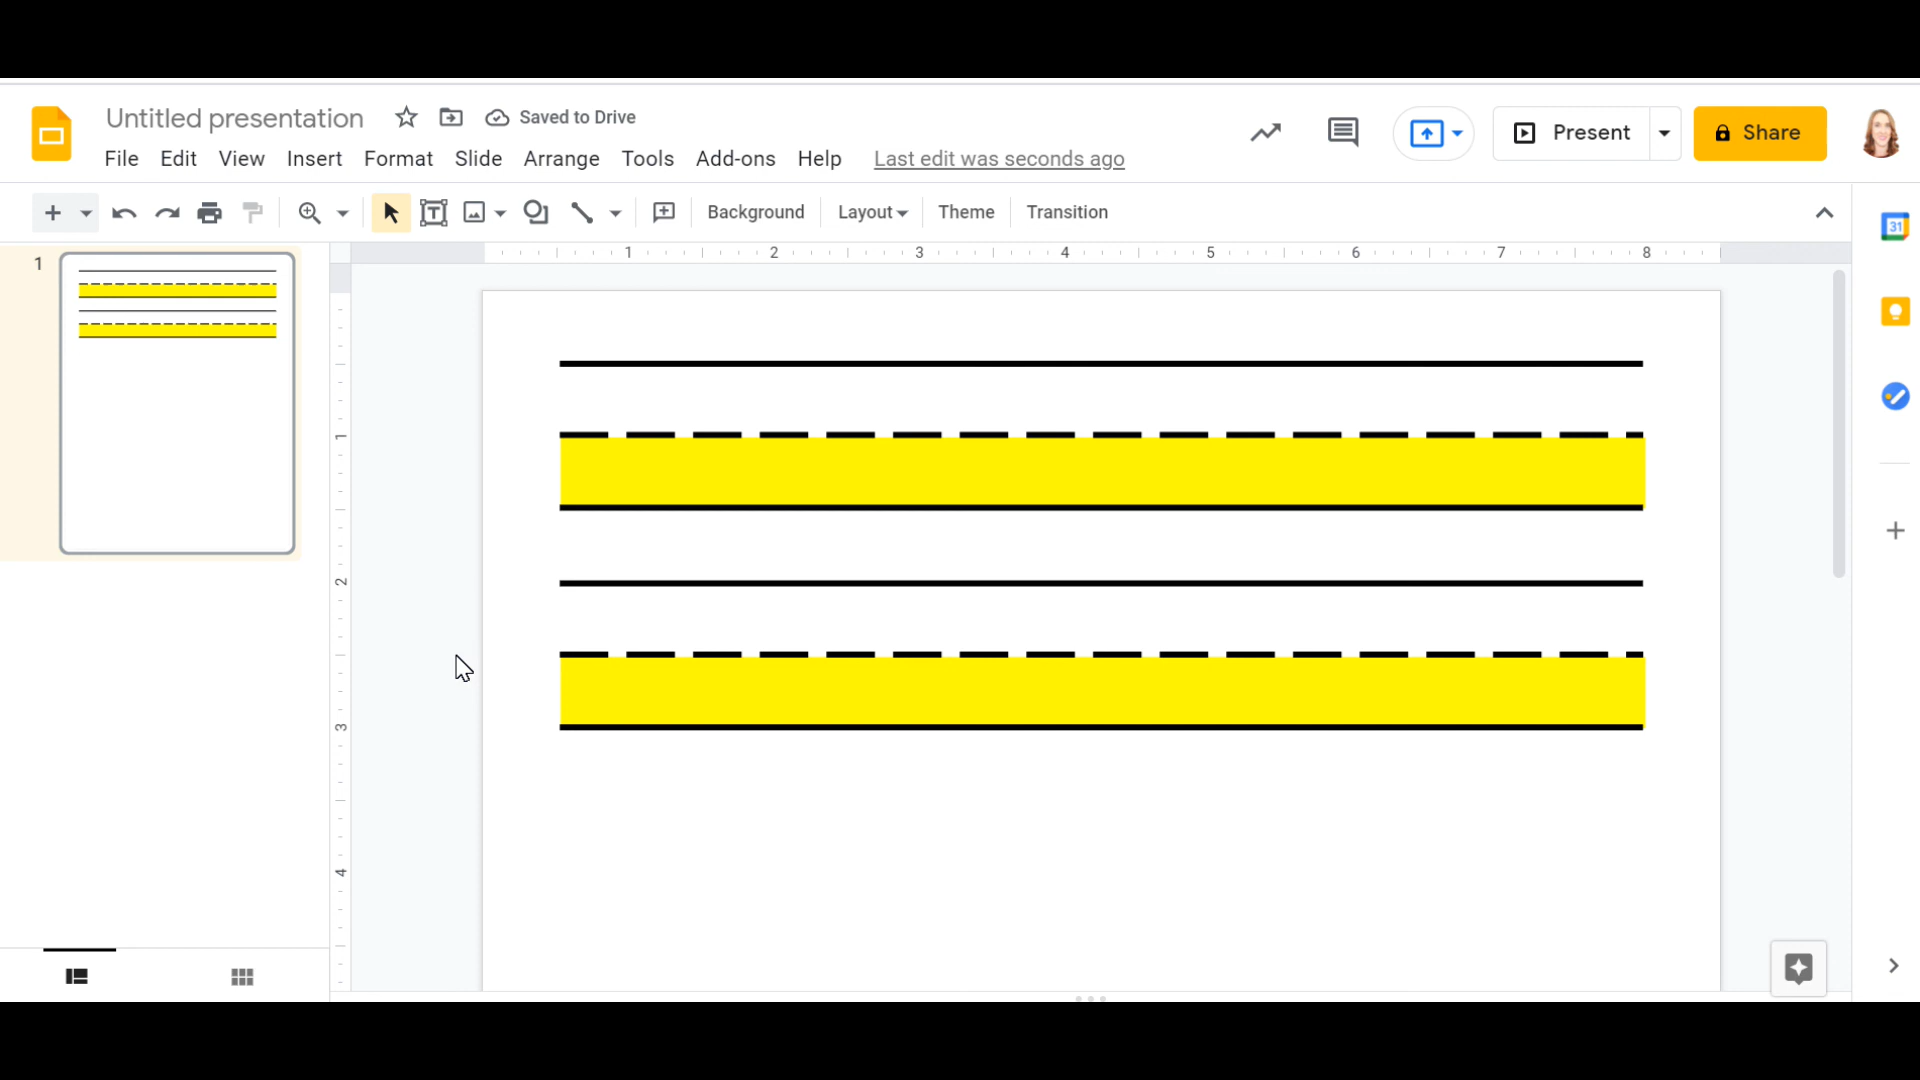 Untitled presentation Saved to Drive
File Edit View Insert Format Slide Arrange Tools Add-ons Help Last edit was seconds ago
Present
Share
Background Layout Theme Transition
31
1 2 3 4 5 6 7 8
1
1
2
3
4